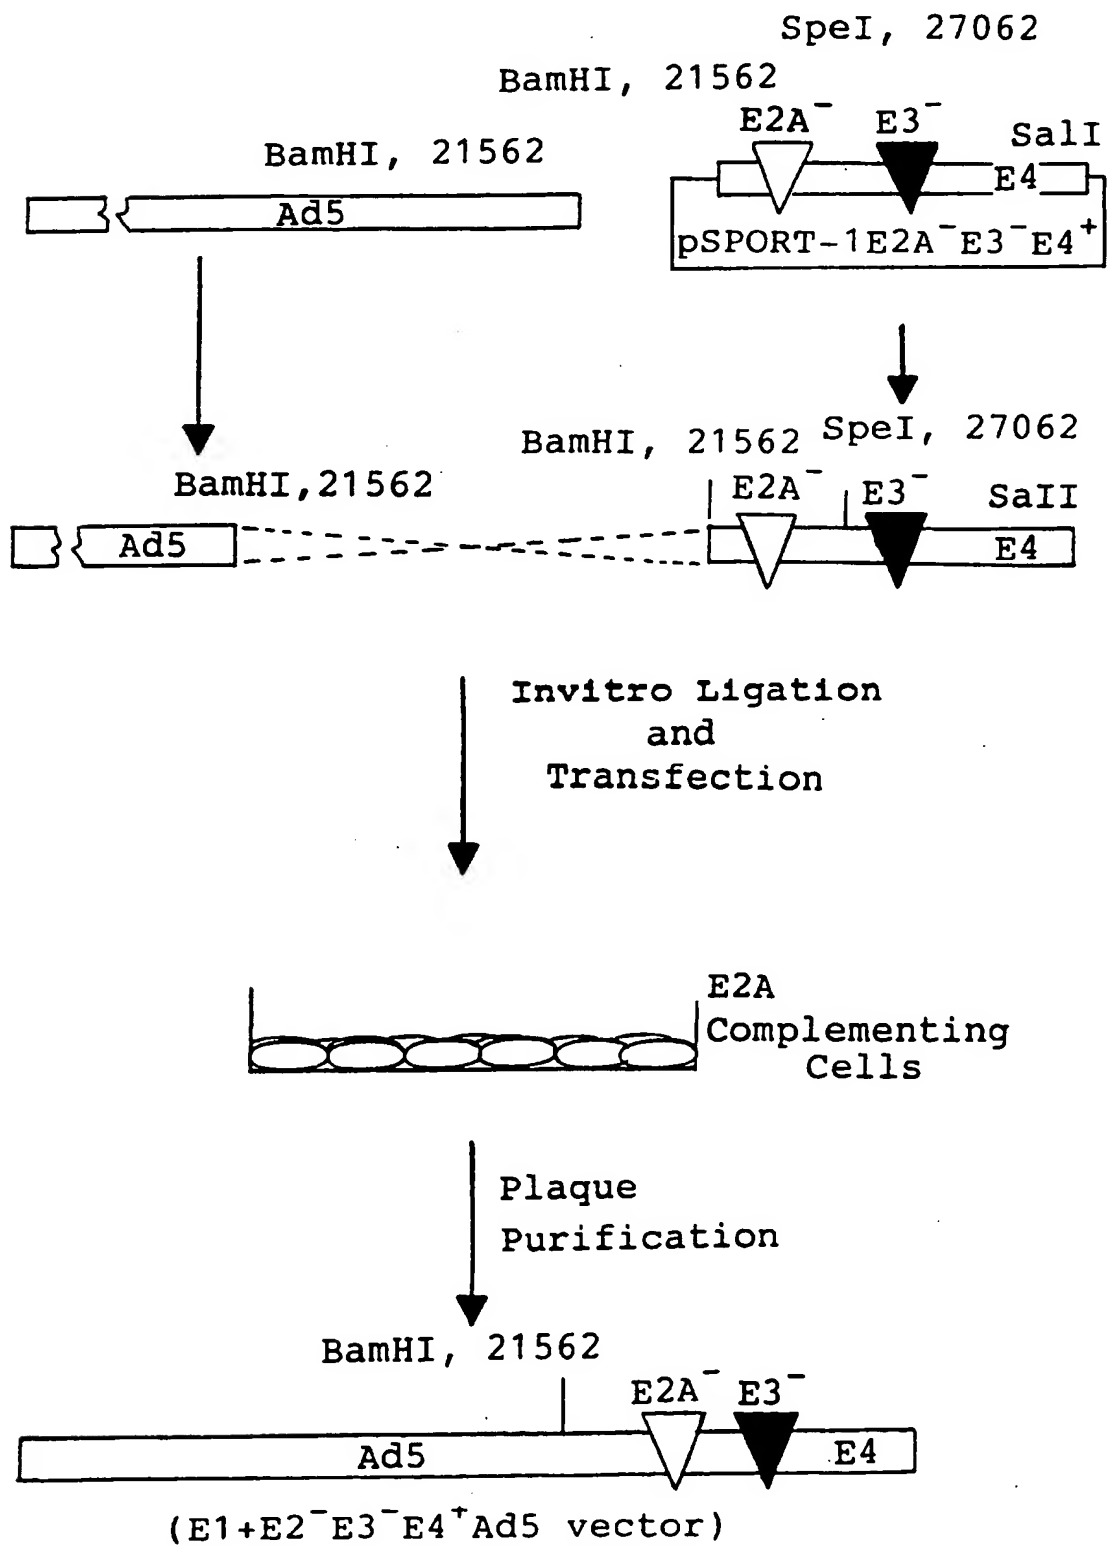 SpeI, 27062
BamHI, 21562
E2A⁻ E3⁻
SalI
BamHI, 21562
E4
Ad5
pSPORT-1E2A⁻E3⁻E4⁺
BamHI, 21562 SpeI, 27062
BamHI,21562
E2A⁻ E3⁻ SaII
Ad5
E4
Invitro Ligation
and
Transfection
E2A
Complementing
Cells
Plaque
Purification
BamHI, 21562
E2A⁻ E3⁻
Ad5
E4
(E1+E2⁻E3⁻E4⁺Ad5 vector)